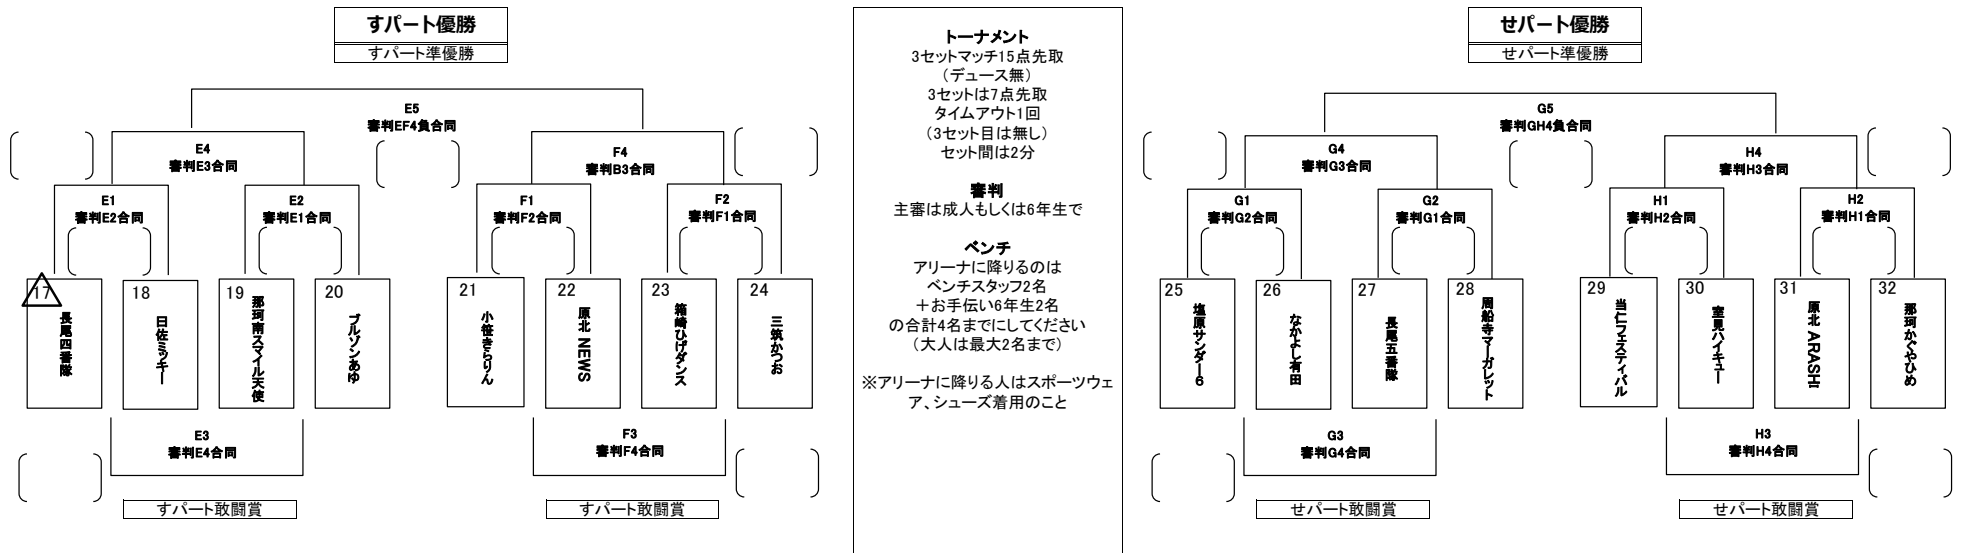 すパート優勝
すパート準優勝
E5
審判EF4負合同
E4
審判E3合同
F4
審判B3合同
E1
審判E2合同
E2
審判E1合同
F1
審判F2合同
F2
審判F1合同
17
長尾四番隊
18
曰佐ミッキー
19
那珂南スマイル天使
20
ブルゾンあゆ
21
小笹きらりん
22
原北 NEWS
23
箱崎ひげダンス
24
三筑かつお
E3
審判E4合同
F3
審判F4合同
すパート敢闘賞
すパート敢闘賞
トーナメント
3セットマッチ15点先取
（デュース無）
3セットは7点先取
タイムアウト1回
（3セット目は無し）
セット間は2分
審判
主審は成人もしくは6年生で
ベンチ
アリーナに降りるのは
ベンチスタッフ2名
＋お手伝い6年生2名
の合計4名までにしてください
（大人は最大2名まで）
※アリーナに降りる人はスポーツウェ
ア、シューズ着用のこと
せパート優勝
せパート準優勝
G5
審判GH4負合同
G4
審判G3合同
H4
審判H3合同
G1
審判G2合同
G2
審判G1合同
H1
審判H2合同
H2
審判H1合同
25
塩原サンダー６
26
なかよし有田
27
長尾五番隊
28
周船寺マーガレット
29
当仁フェスティバル
30
室見ハイキュー
31
原北 ARASHI
32
那珂かぐやひめ
G3
審判G4合同
H3
審判H4合同
せパート敢闘賞
せパート敢闘賞